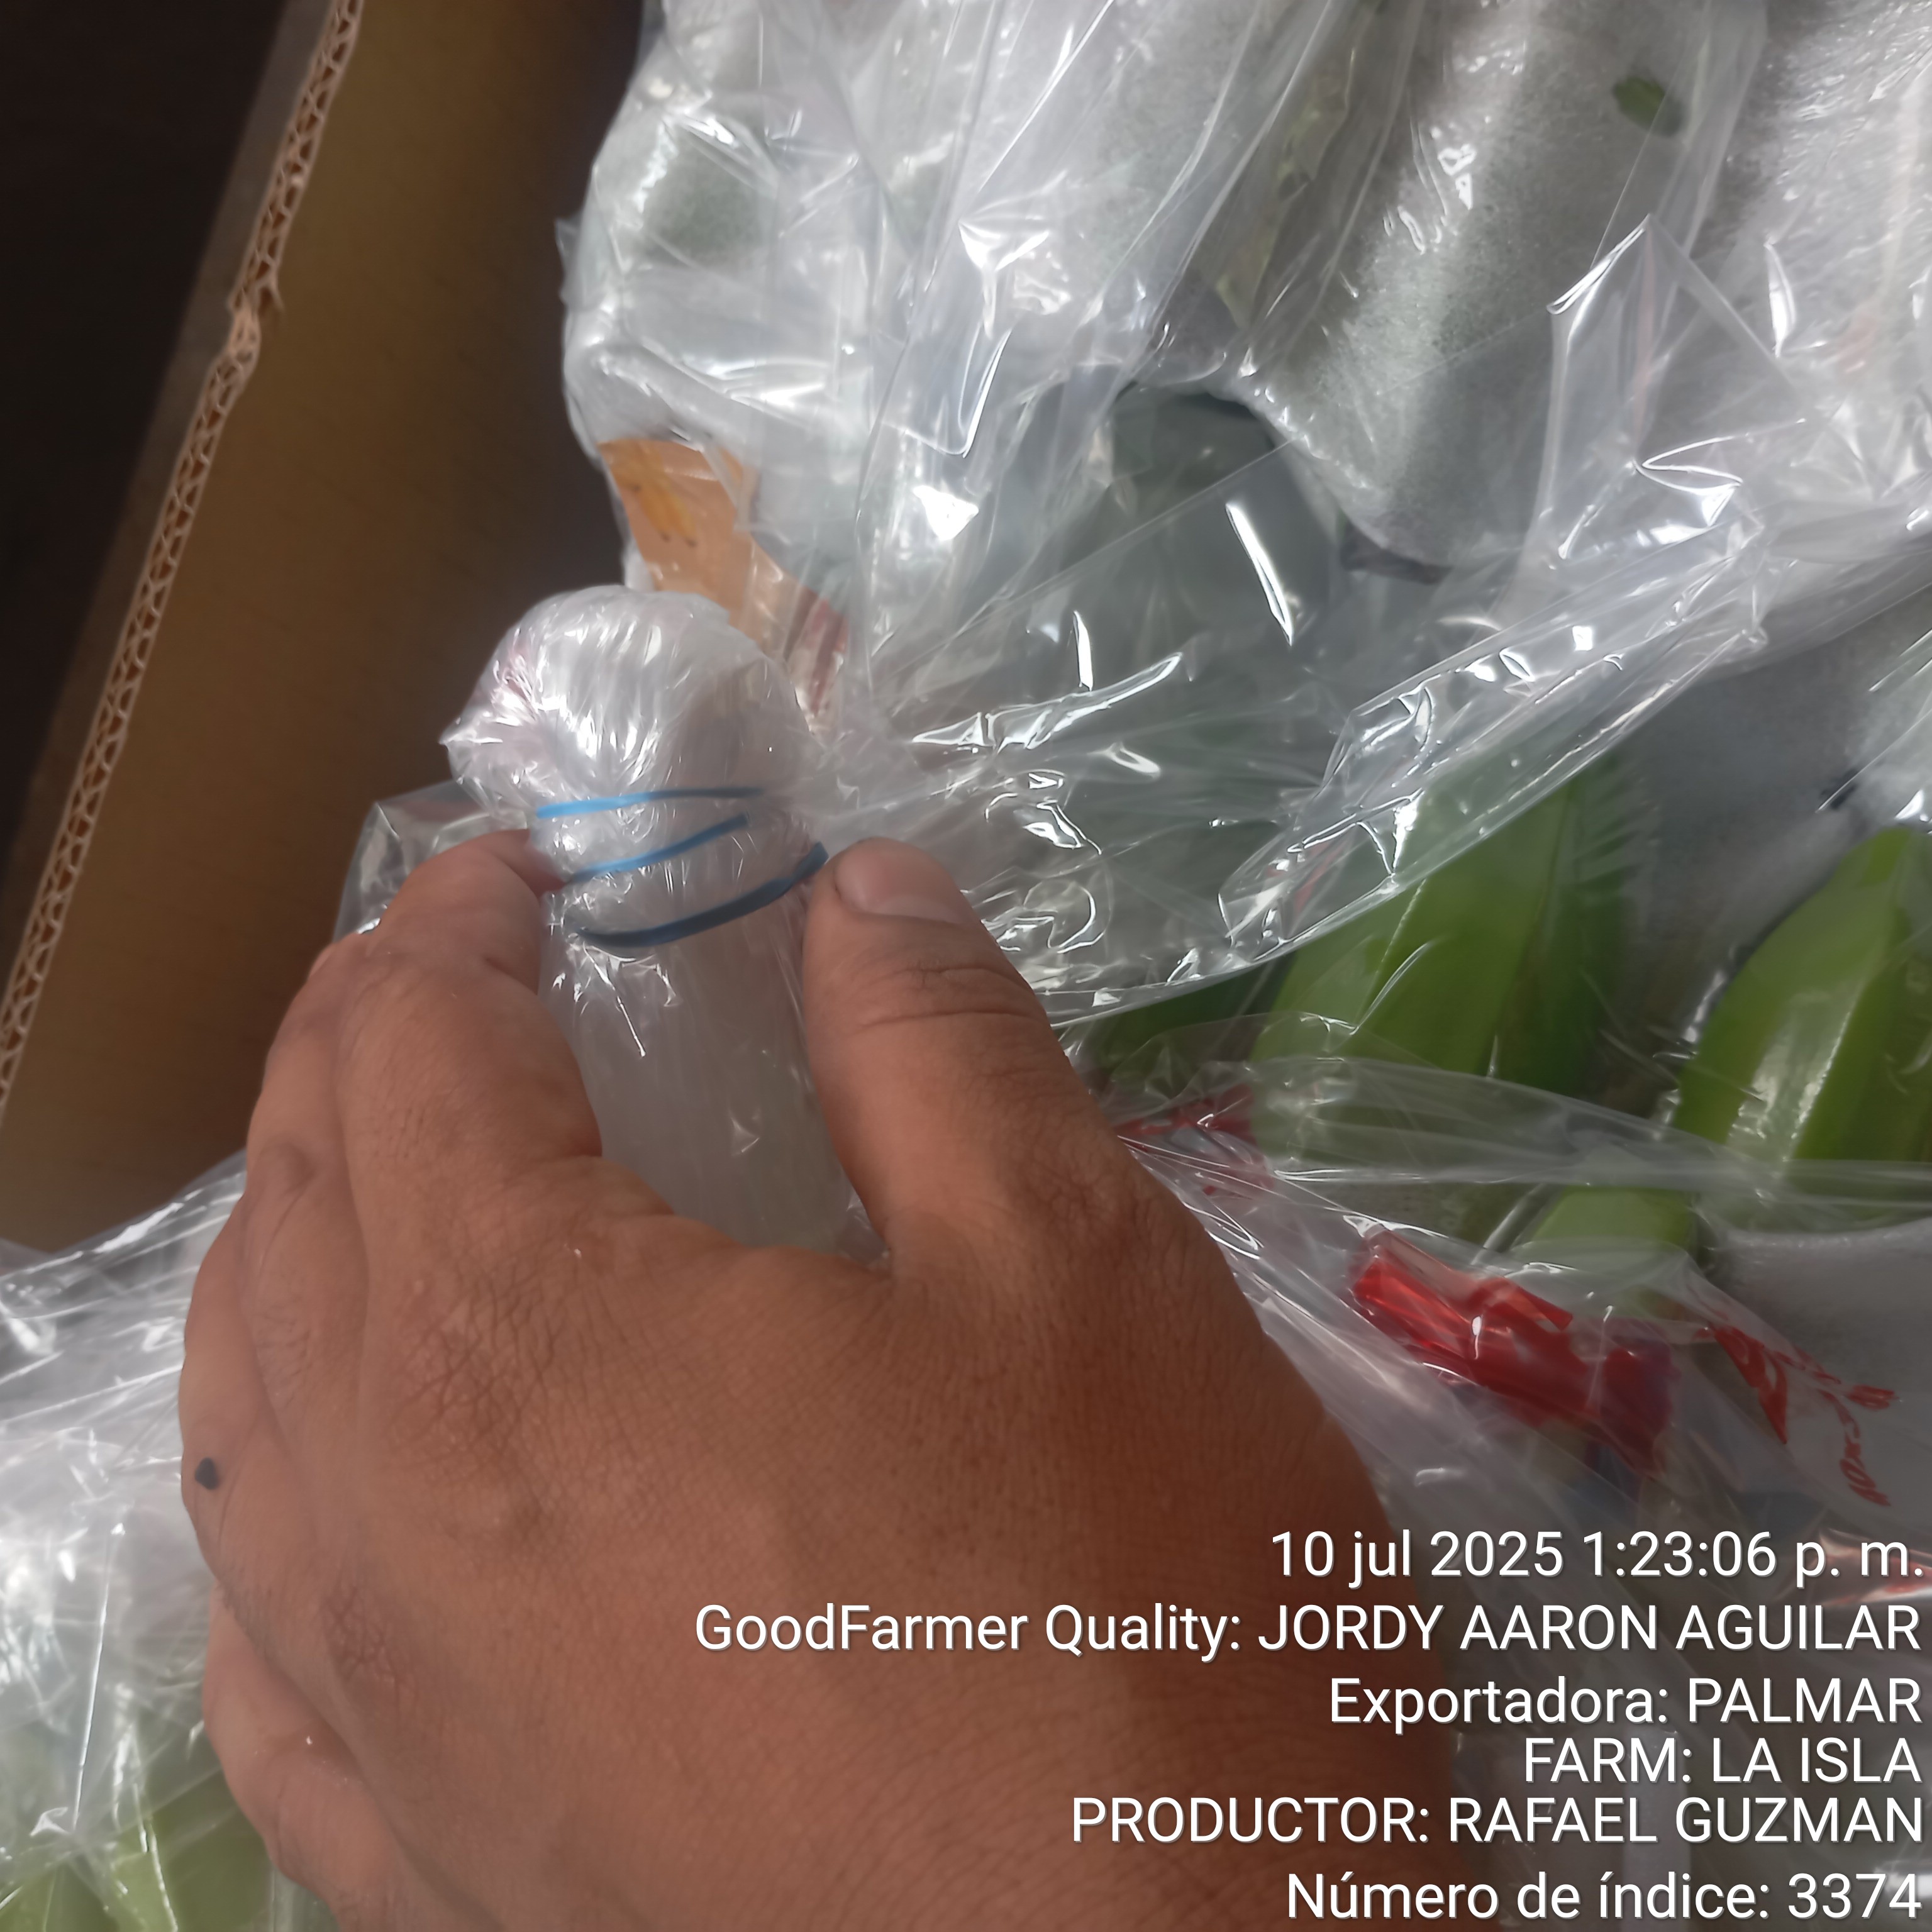 10 jul 2025 1:23:06 p. m.
GoodFarmer Quality: JORDY AARON AGUILAR
Exportadora: PALMAR
FARM: LA ISLA
PRODUCTOR: RAFAEL GUZMAN
Número de índice: 3374